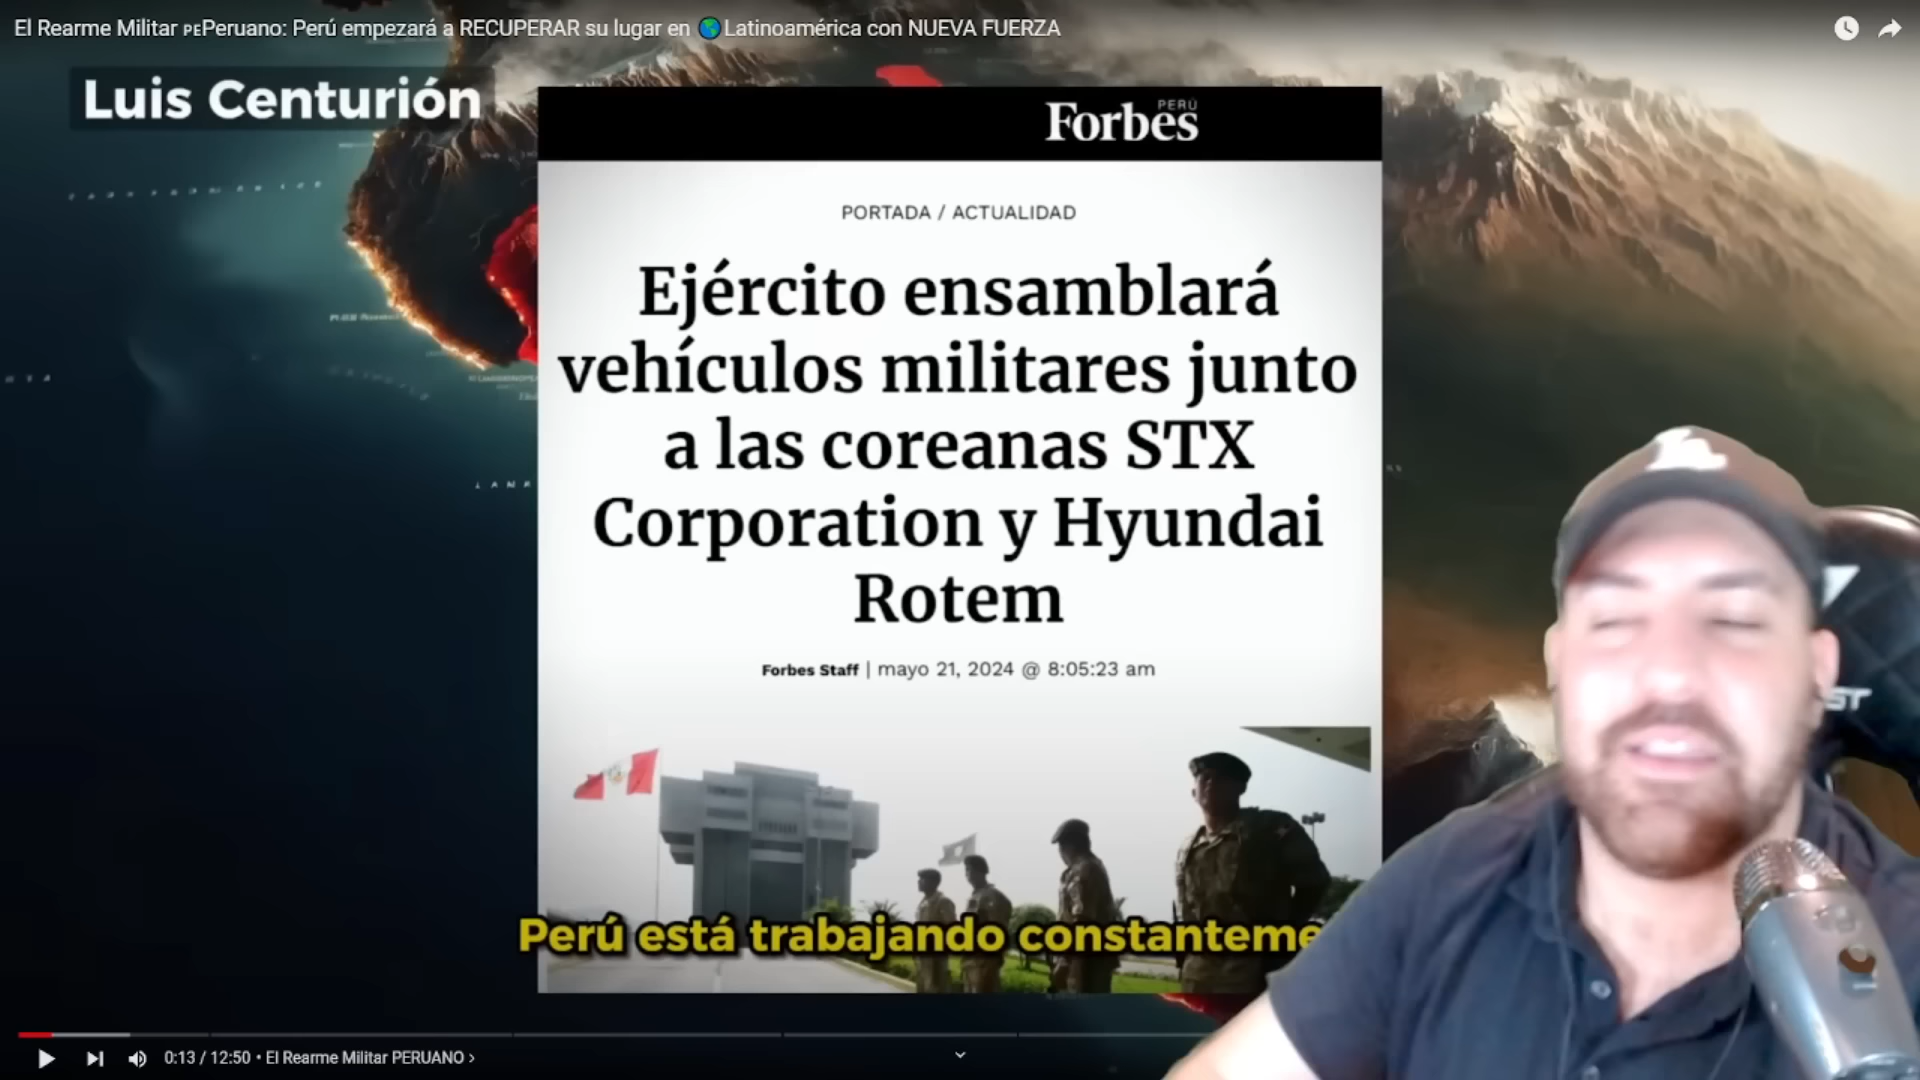 El Rearme Militar 🇵🇪Peruano: Perú empezará a RECUPERAR su lugar en 🌎Latinoamérica con NUEVA FUERZA
Luis Centurión
Forbes
PERÚ
PORTADA / ACTUALIDAD
Ejército ensamblará
vehículos militares junto
a las coreanas STX
Corporation y Hyundai
Rotem
Forbes Staff | mayo 21, 2024 @ 8:05:23 am
Perú está trabajando constanteme
0:13 / 12:50 • El Rearme Militar PERUANO ›